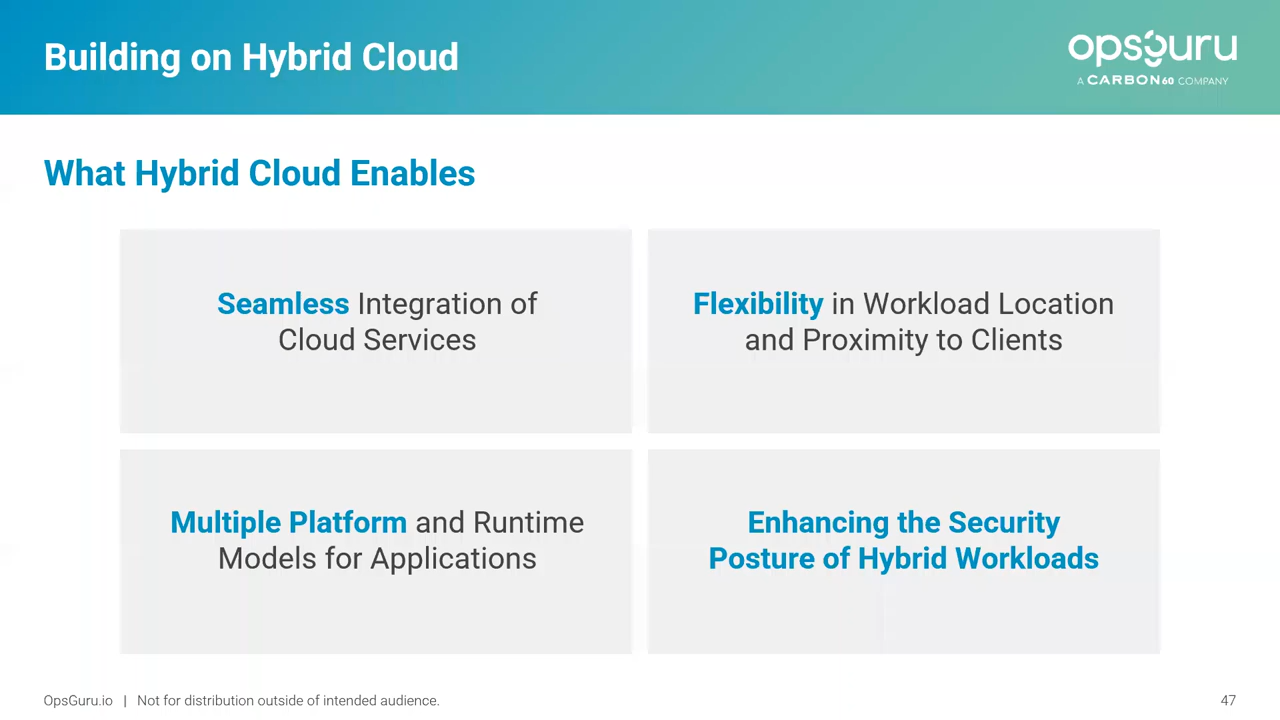 Building on Hybrid Cloud
opsguru
A CARBON60 COMPANY
What Hybrid Cloud Enables
Seamless Integration of
Cloud Services
Flexibility in Workload Location
and Proximity to Clients
Multiple Platform and Runtime
Models for Applications
Enhancing the Security
Posture of Hybrid Workloads
OpsGuru.io | Not for distribution outside of intended audience.
47